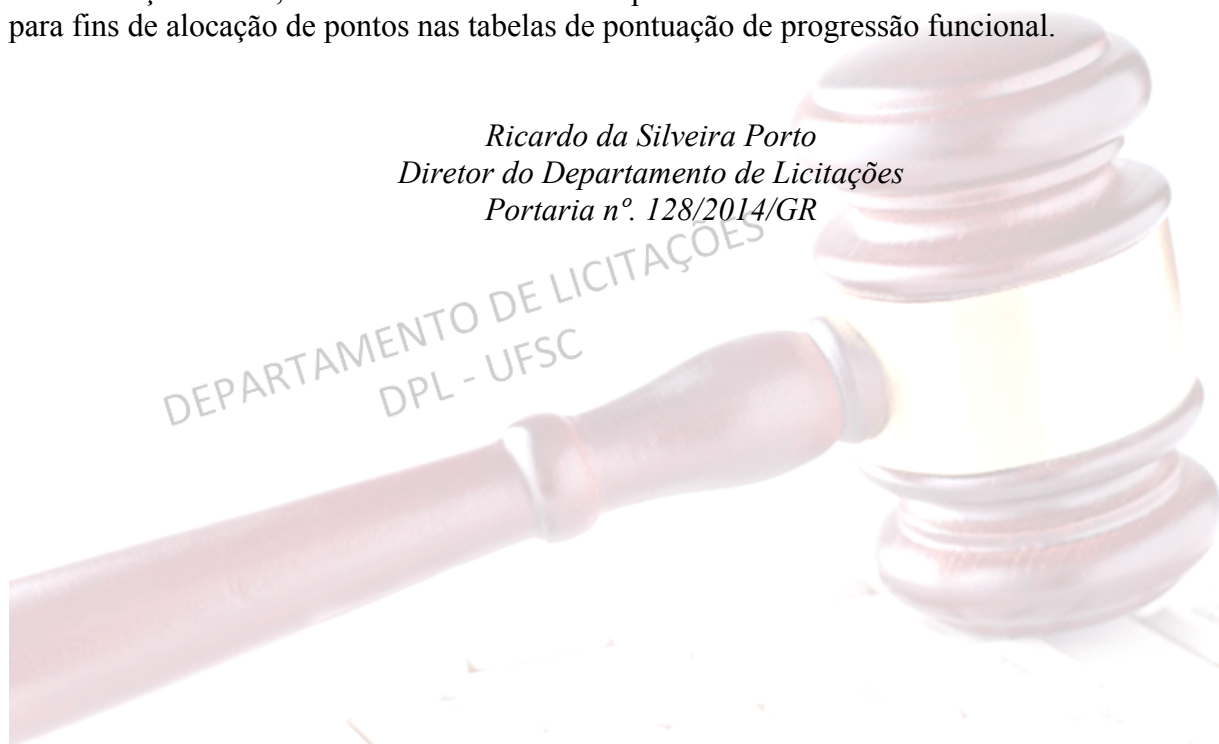 para fins de alocação de pontos nas tabelas de pontuação de progressão funcional.
Ricardo da Silveira Porto
Diretor do Departamento de Licitações
Portaria nº. 128/2014/GR
DEPARTAMENTO DE LICITAÇÕES
DPL - UFSC